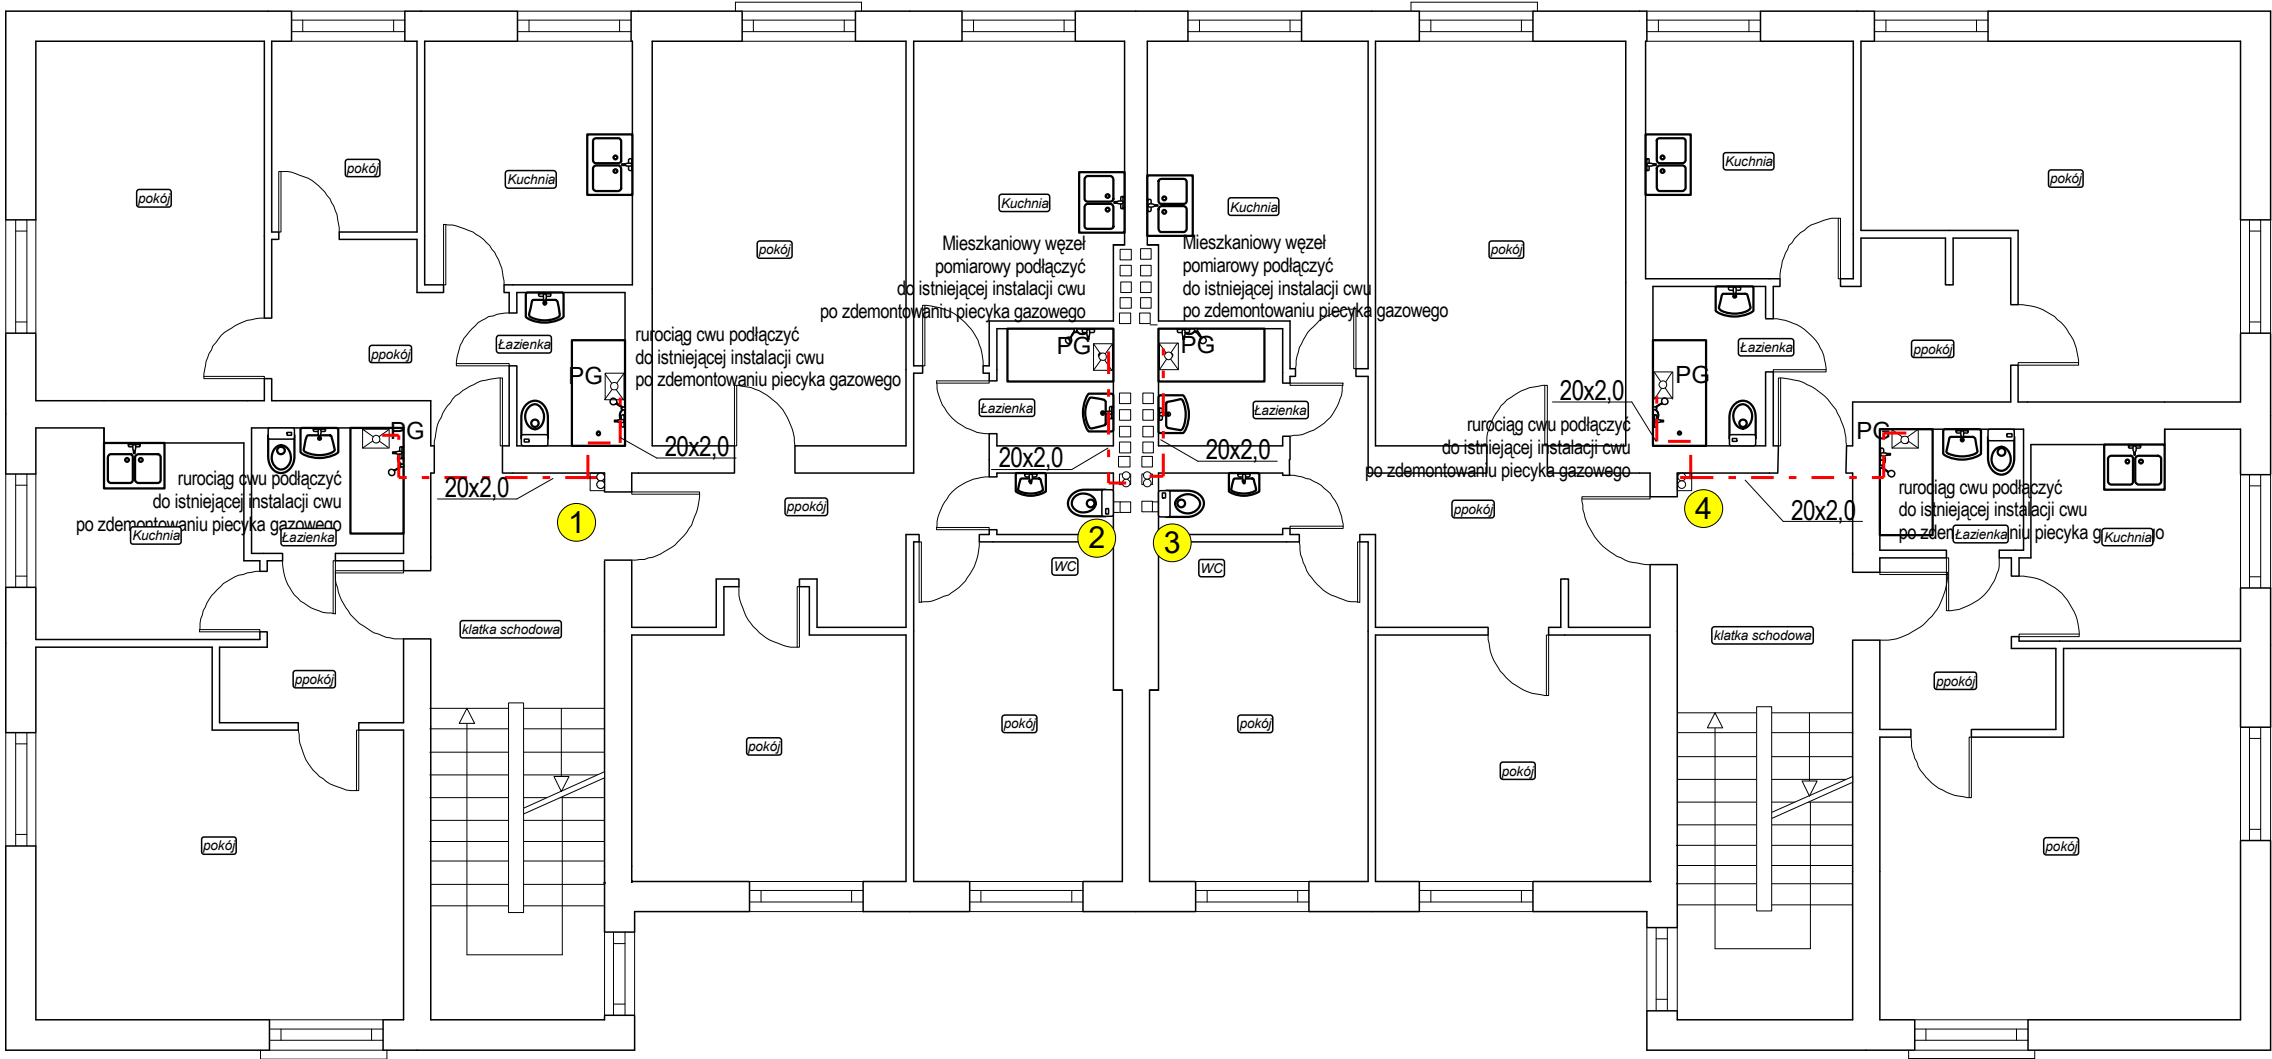 pokój
pokój
Kuchnia
pokój
Kuchnia
Kuchnia
pokój
Kuchnia
pokój
Mieszkaniowy węzeł
pomiarowy podłączyć
do istniejącej instalacji cwu
po zdemontowaniu piecyka gazowego
Mieszkaniowy węzeł
pomiarowy podłączyć
do istniejącej instalacji cwu
po zdemontowaniu piecyka gazowego
ppokój
Łazienka
rurociąg cwu podłączyć
do istniejącej instalacji cwu
po zdemontowaniu piecyka gazowego
PG
PG
PG
Łazienka
ppokój
PG
PG
20x2,0
Łazienka
20x2,0
20x2,0
Łazienka
20x2,0
rurociąg cwu podłączyć
do istniejącej instalacji cwu
po zdemontowaniu piecyka gazowego
PG
rurociąg cwu podłączyć
do istniejącej instalacji cwu
po zdemontowaniu piecyka gazowego
Kuchnia
Łazienka
20x2,0
1
ppokój
2
3
ppokój
4
20x2,0
rurociąg cwu podłączyć
do istniejącej instalacji cwu
po zdemontowaniu piecyka gazowego
Łazienka
Kuchnia
WC
WC
klatka schodowa
klatka schodowa
ppokój
ppokój
pokój
pokój
pokój
pokój
pokój
pokój